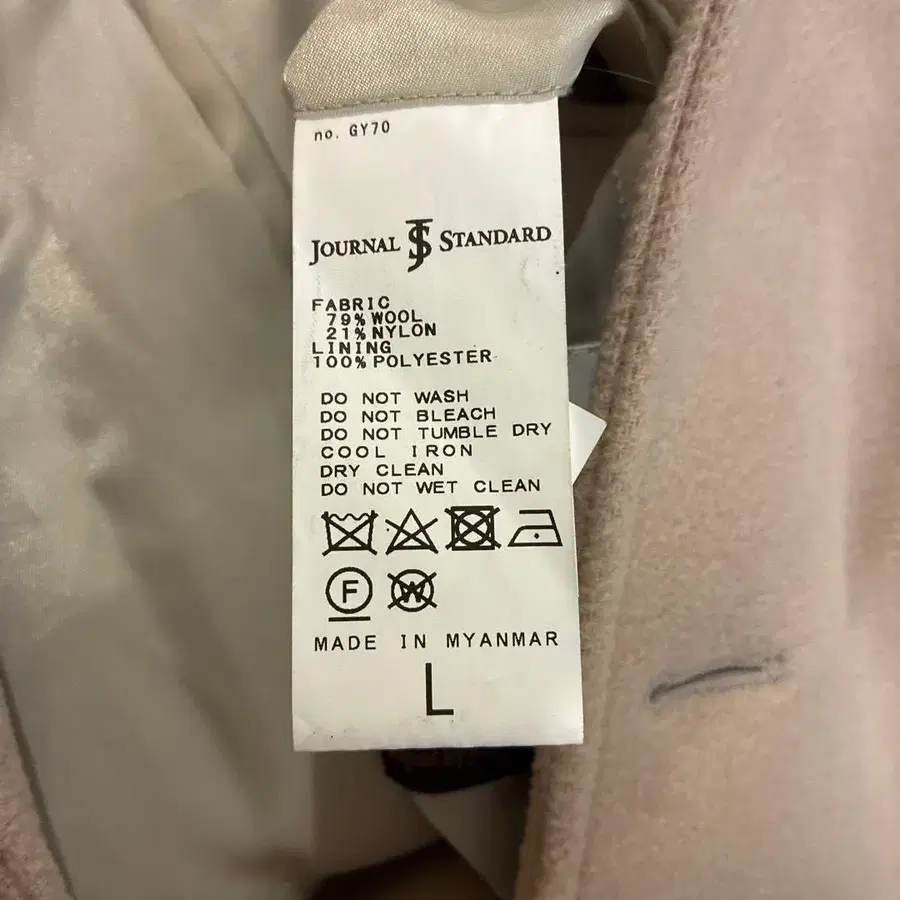 no. GY70
JOURNAL JS STANDARD
FABRIC
79% WOOL
21% NYLON
LINING
100% POLYESTER
DO NOT WASH
DO NOT BLEACH
DO NOT TUMBLE DRY
COOL IRON
DRY CLEAN
DO NOT WET CLEAN
F W
MADE IN MYANMAR
L